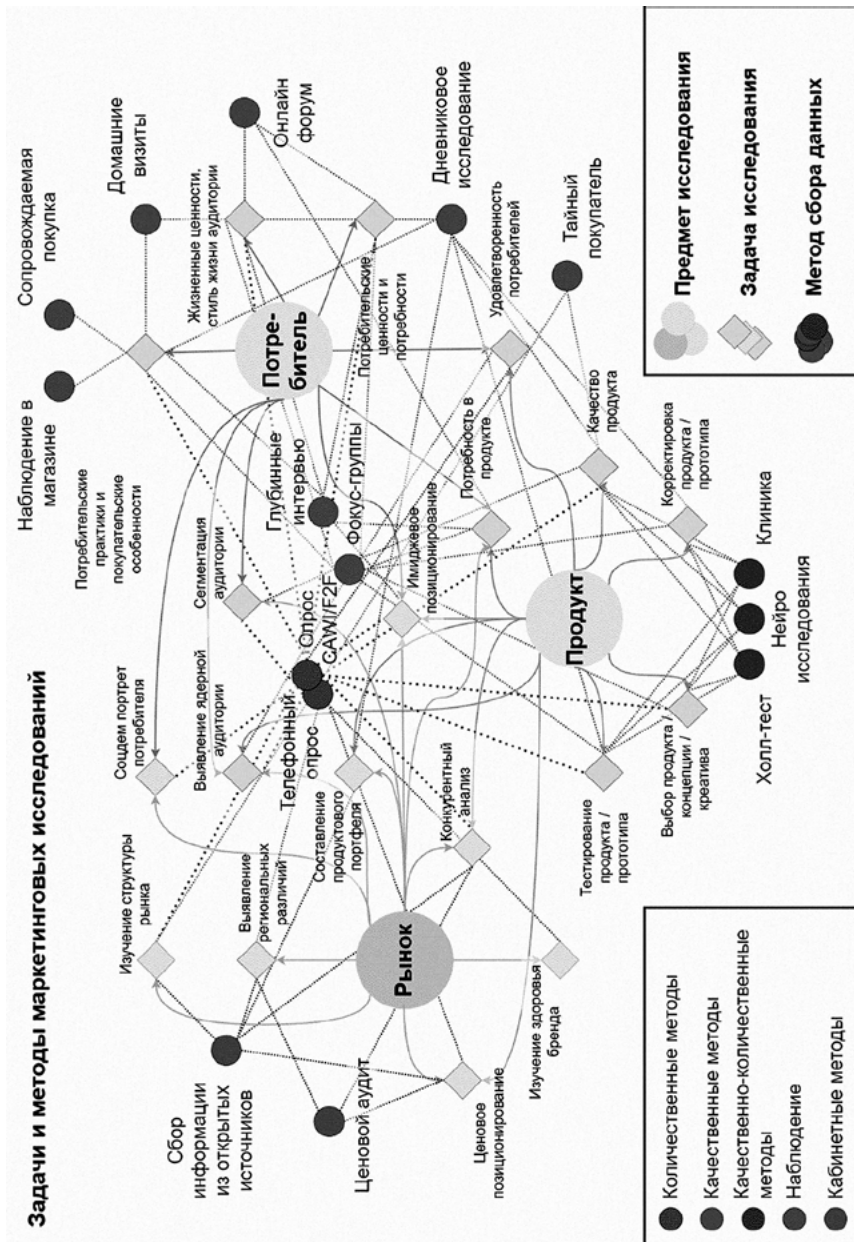 Задачи и методы маркетинговых исследований
Сбор
информации
из открытых
источников
Изучение структуры
рынка
Соцдем портрет
потребителя
Потребительские
практики и
покупательские
особенности
Наблюдение в
магазине
Сопровождаемая
покупка
Домашние
визиты
Ценовой аудит
Выявление
региональных
различий
Выявление ядерной
аудитории
Сегментация
аудитории
Жизненные ценности,
стиль жизни аудитории
Онлайн
форум
Телефонный
опрос
Опрос
CAWI/F2F
Глубинные
интервью
Потре-
битель
Составление
продуктового
портфеля
Фокус-группы
Потребительские
ценности и
потребности
Рынок
Имиджевое
позиционирование
Дневниковое
исследование
Ценовое
позиционирование
Конкурентный
анализ
Потребность в
продукте
Удовлетворенность
потребителей
Изучение здоровья
бренда
Продукт
Качество
продукта
Тайный
покупатель
Тестирование
продукта /
прототипа
Выбор продукта /
концепции /
креатива
Корректировка
продукта /
прототипа
Холл-тест
Нейро
исследования
Клиника
Количественные методы
Качественные методы
Качественно-количественные
методы
Наблюдение
Кабинетные методы
Предмет исследования
Задача исследования
Метод сбора данных